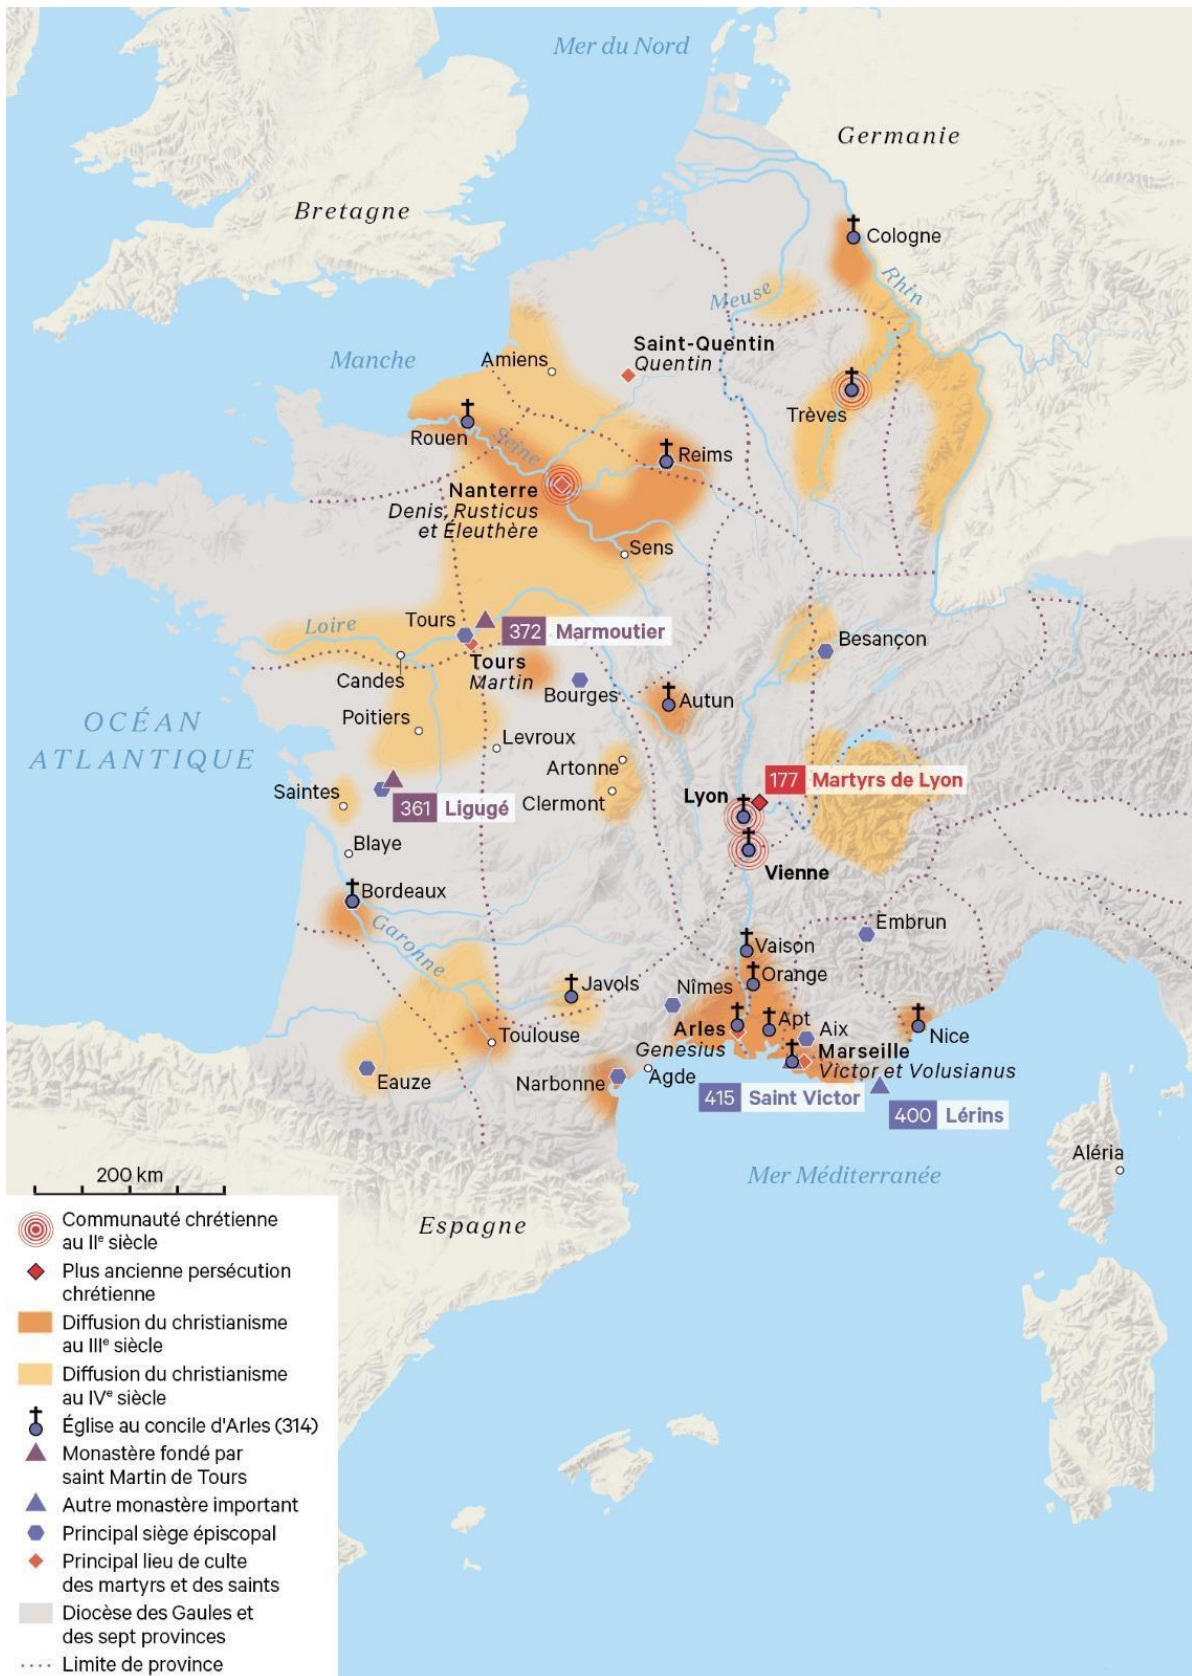 Mer du Nord
Germanie
Bretagne
Cologne
Rhin
Meuse
Manche
Saint-Quentin
Quentin
Amiens
Trèves
Rouen
Seine
Reims
Nanterre
Denis, Rusticus
et Éleuthère
Sens
Loire
Tours
372 Marmoutier
Besançon
Tours
Martin
Candes
Bourges
Autun
OCÉAN
ATLANTIQUE
Poitiers
Levroux
Artonne
Clermont
177 Martyrs de Lyon
Saintes
361 Ligugé
Lyon
Blaye
Vienne
Bordeaux
Garonne
Embrun
Vaison
Javols
Orange
Nîmes
Toulouse
Arles
Genesius
Apt
Aix
Nice
Marseille
Victor et Volusianus
Eauze
Narbonne
Agde
415 Saint Victor
400 Lérins
Aléria
Mer Méditerranée
Espagne
200 km
Communauté chrétienne
au IIe siècle
Plus ancienne persécution
chrétienne
Diffusion du christianisme
au IIIe siècle
Diffusion du christianisme
au IVe siècle
Église au concile d'Arles (314)
Monastère fondé par
saint Martin de Tours
Autre monastère important
Principal siège épiscopal
Principal lieu de culte
des martyrs et des saints
Diocèse des Gaules et
des sept provinces
Limite de province